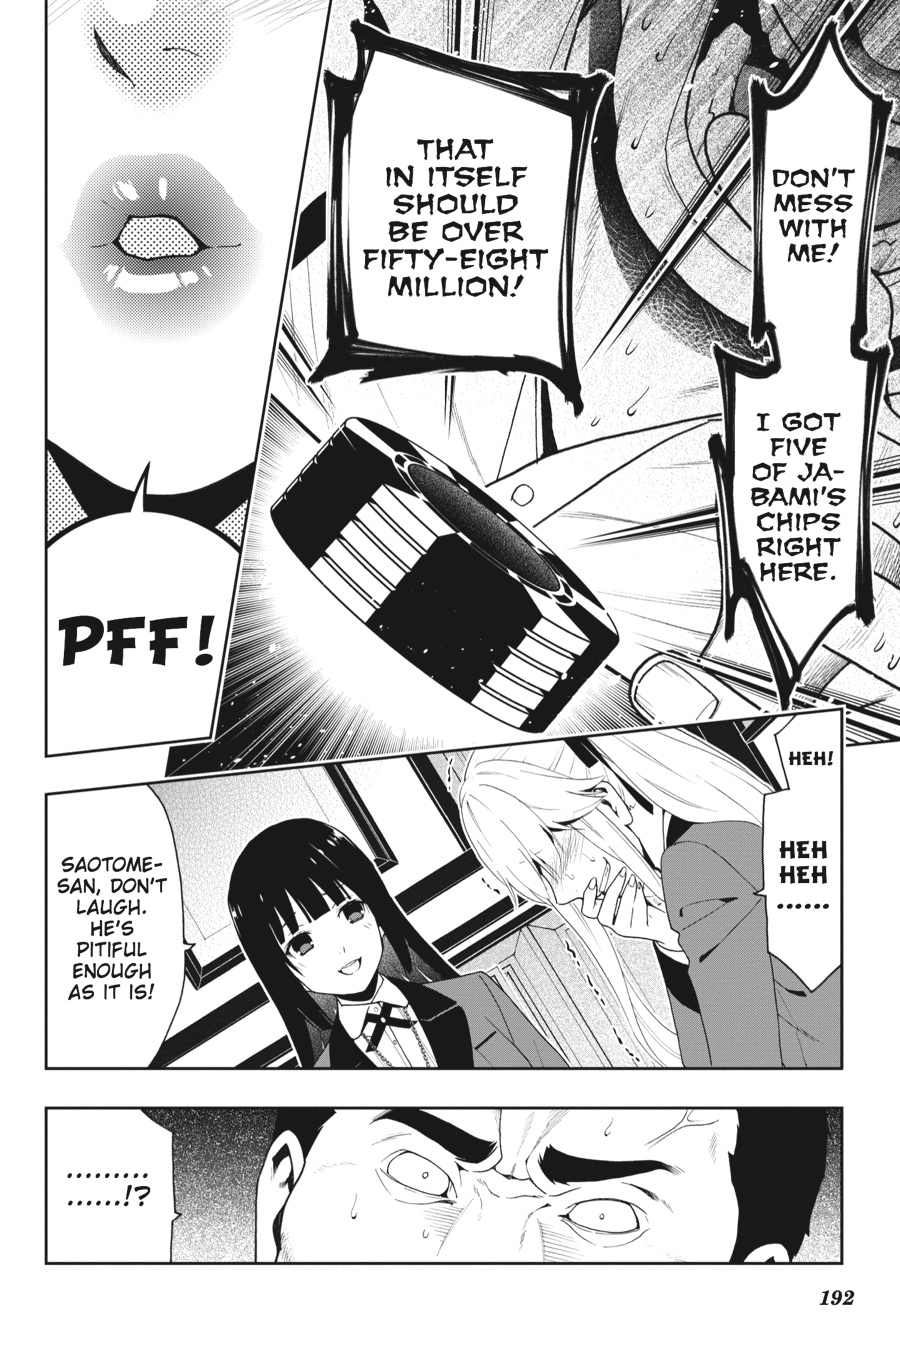 DON'T
MESS
WITH
ME!
I GOT
FIVE
OF JA-
BAMI'S
CHIPS
RIGHT
HERE.
THAT
IN ITSELF
SHOULD
BE OVER
FIFTY-EIGHT
MILLION!
PFF!
HEH!
HEH
HEH
......
SAOTOME-
SAN, DON'T
LAUGH.
HE'S
PITIFUL
ENOUGH
AS IT IS!
.........
......!?
192